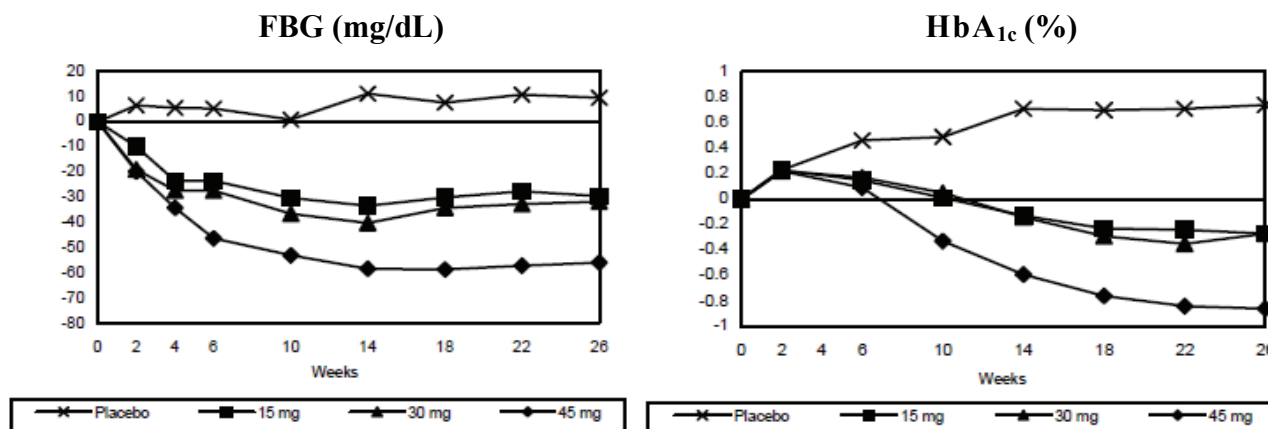 FBG (mg/dL)
20
10
0
-10
-20
-30
-40
-50
-60
-70
-80
0 2 4 6 10 14 18 22 26
Weeks
Placebo 15 mg 30 mg 45 mg
HbA1c (%)
1
0.8
0.6
0.4
0.2
0
-0.2
-0.4
-0.6
-0.8
-1
0 2 4 6 10 14 18 22 26
Weeks
Placebo 15 mg 30 mg 45 mg